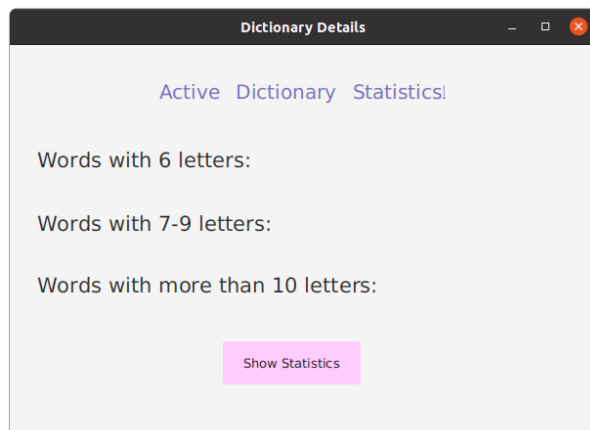 Dictionary Details
Active Dictionary Statistics!
Words with 6 letters:
Words with 7-9 letters:
Words with more than 10 letters:
Show Statistics